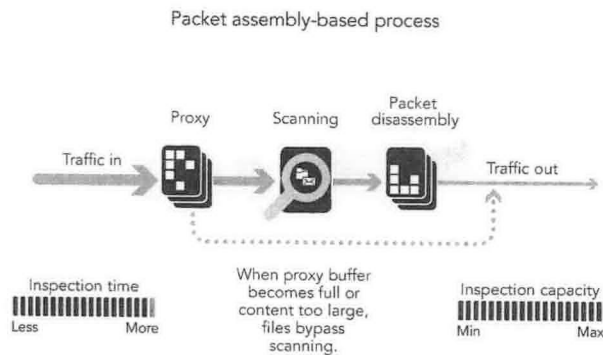 Packet assembly-based process
Proxy
Scanning
Packet
disassembly
Traffic in
Traffic out
When proxy buffer
becomes full or
content too large,
files bypass
scanning.
Inspection time
Less More
Inspection capacity
Min Max